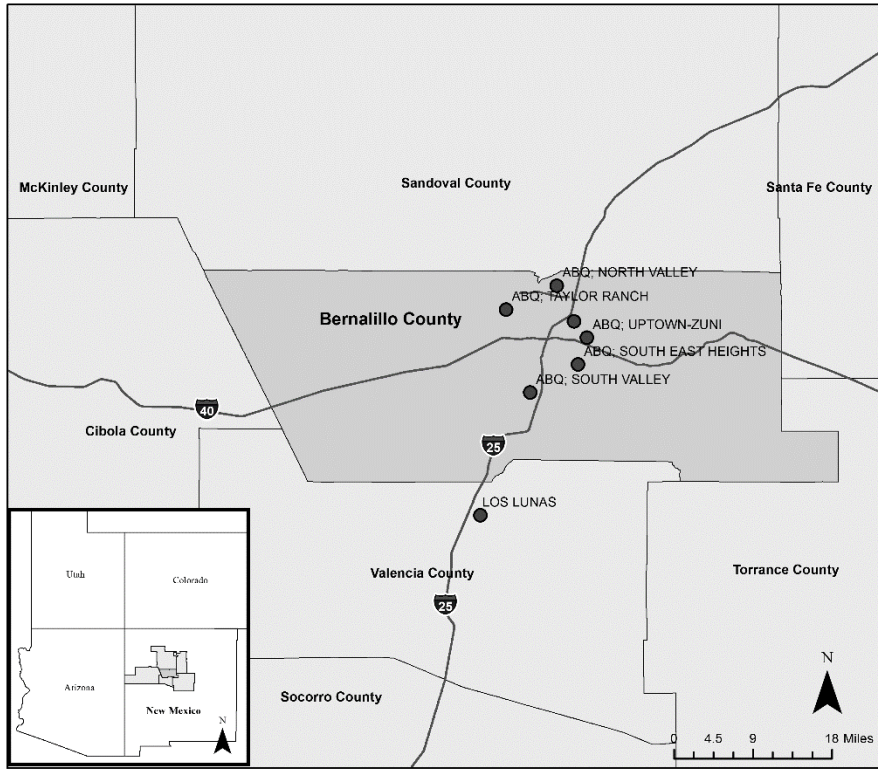 McKinley County
Sandoval County
Santa Fe County
ABQ; NORTH VALLEY
ABQ; TAYLOR RANCH
Bernalillo County
ABQ; UPTOWN-ZUNI
ABQ; SOUTH EAST HEIGHTS
ABQ; SOUTH VALLEY
40
Cibola County
25
LOS LUNAS
Valencia County
Torrance County
25
Socorro County
N
0 4.5 9 18 Miles
Utah
Colorado
Arizona
New Mexico
N